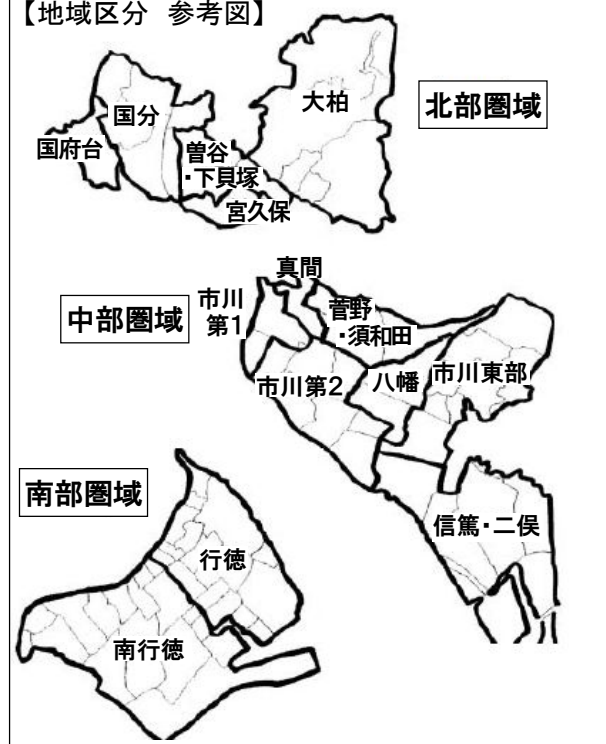 【地域区分 参考図】
北部圏域
大柏
国分
国府台
曽谷
・下貝塚
宮久保
中部圏域
真間
市川
第1
菅野
・須和田
市川第2
八幡
市川東部
信篤・二俣
南部圏域
行徳
南行徳